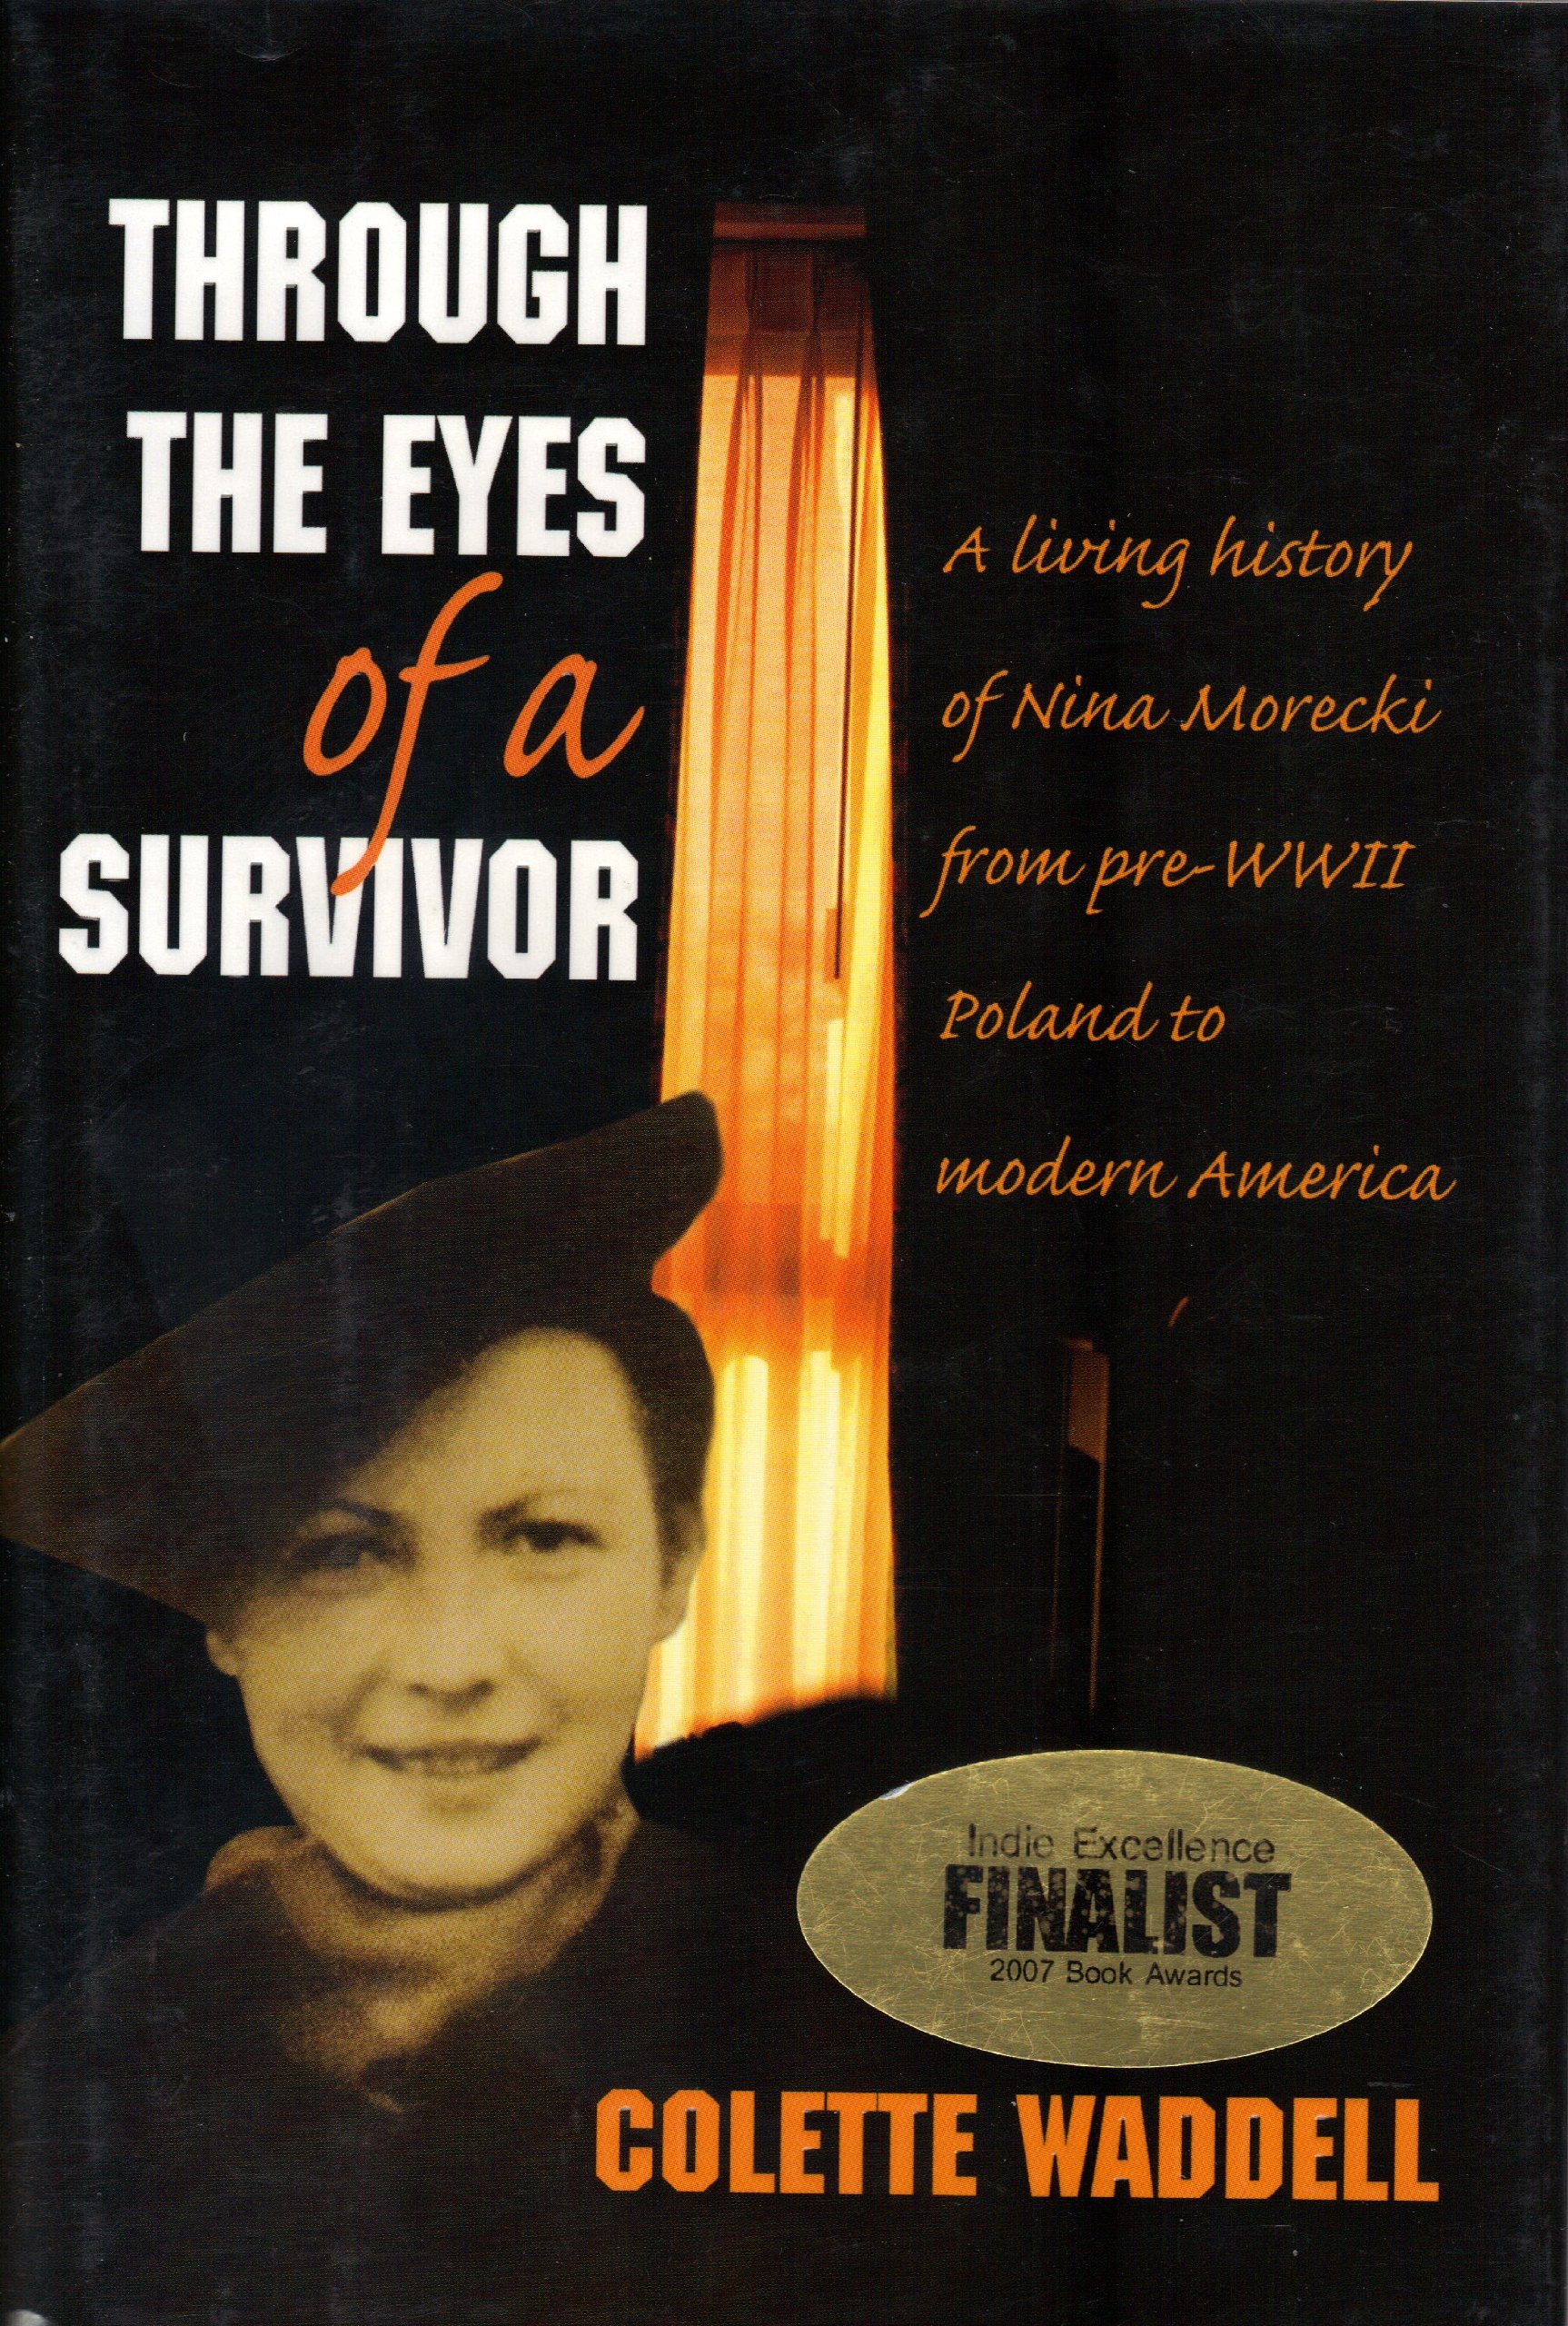 THROUGH
THE EYES
of a
SURVIVOR
A living history
of Nina Morecki
from pre-WWII
Poland to
modern America
Indie Excellence
FINALIST
2007 Book Awards
COLETTE WADDELL